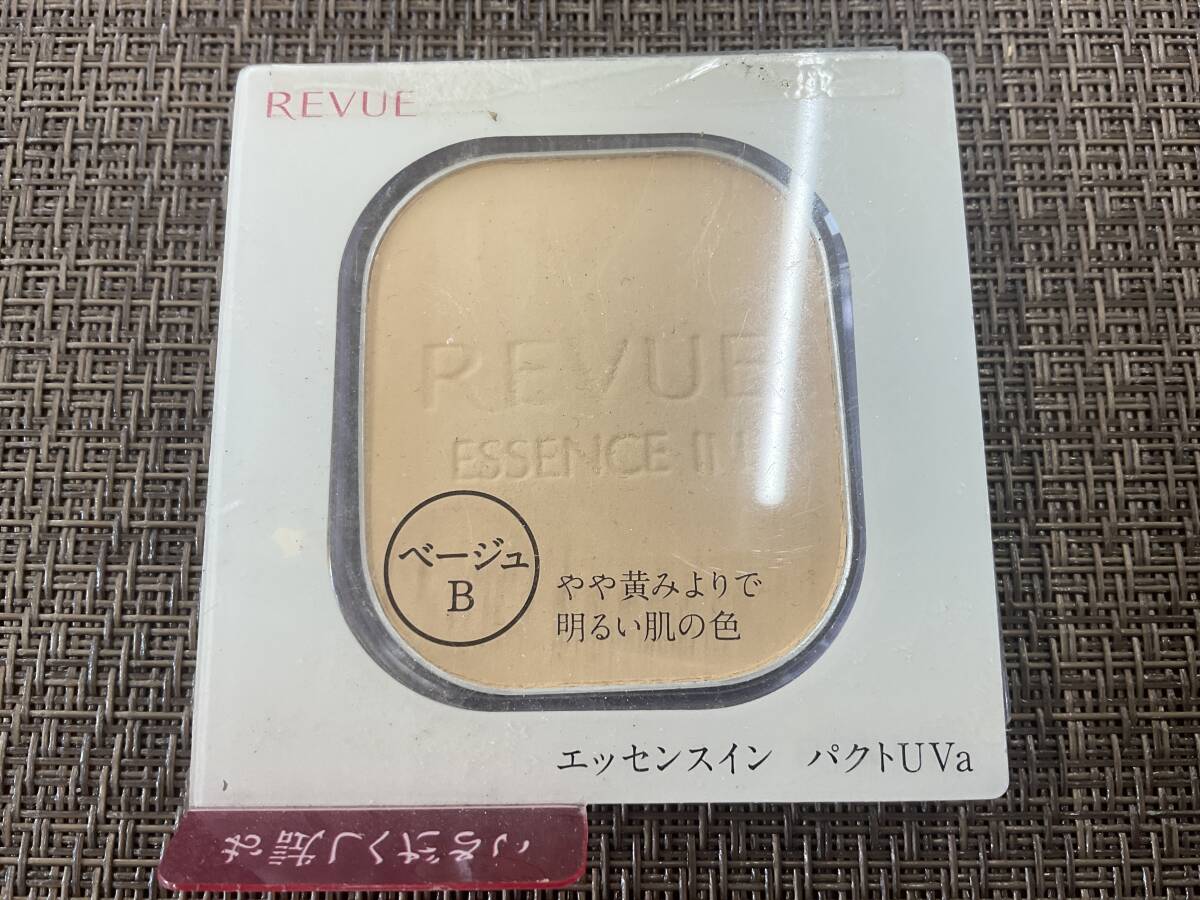 REVUE
REVUE
ESSENCE IN
ベージュ
B
やや黄みよりで
明るい肌の色
エッセンスイン パクトUVa